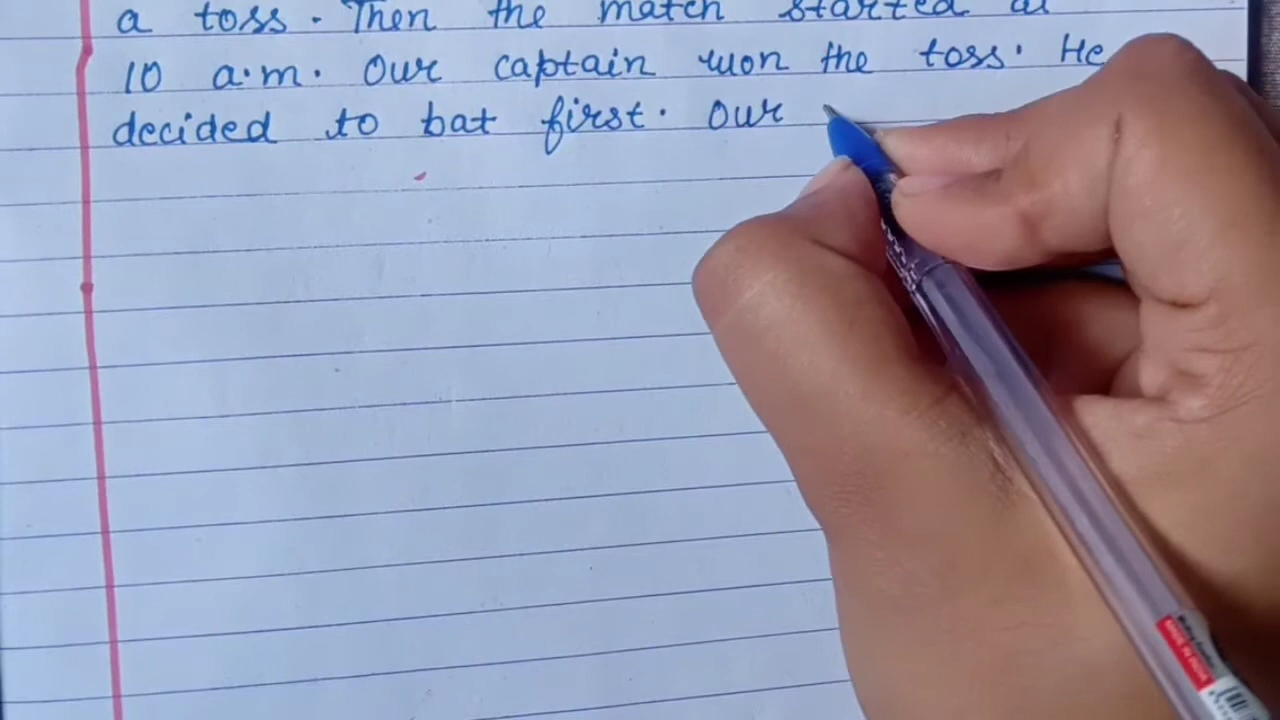 a toss. Then the match started at
10 a.m. Our captain won the toss. He
decided to bat first. Our